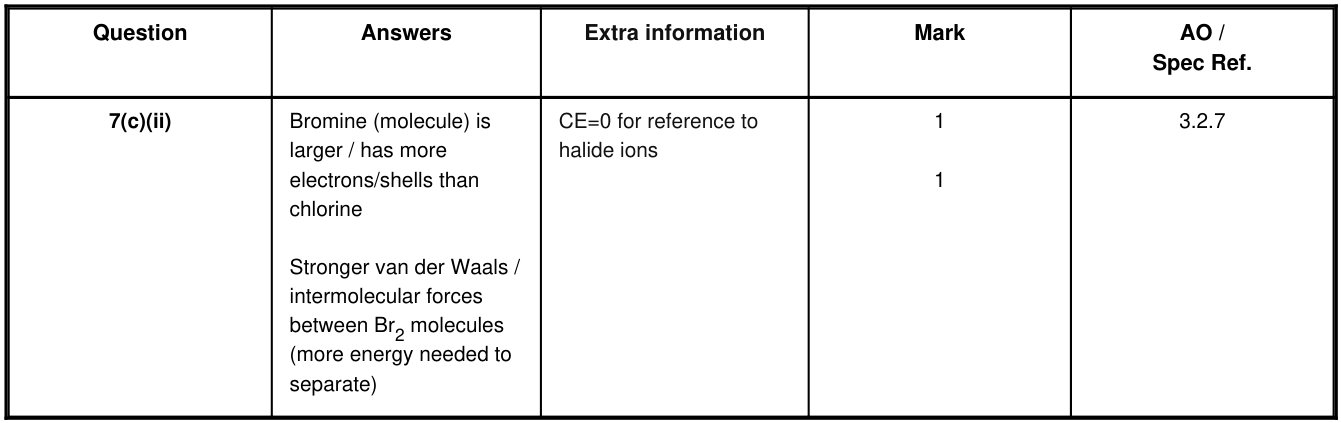 Question
Answers
Extra information
Mark
AO /
Spec Ref.
7(c)(ii)
Bromine (molecule) is
larger / has more
electrons/shells than
chlorine
Stronger van der Waals /
intermolecular forces
between Br2 molecules
(more energy needed to
separate)
CE=0 for reference to
halide ions
1
1
3.2.7